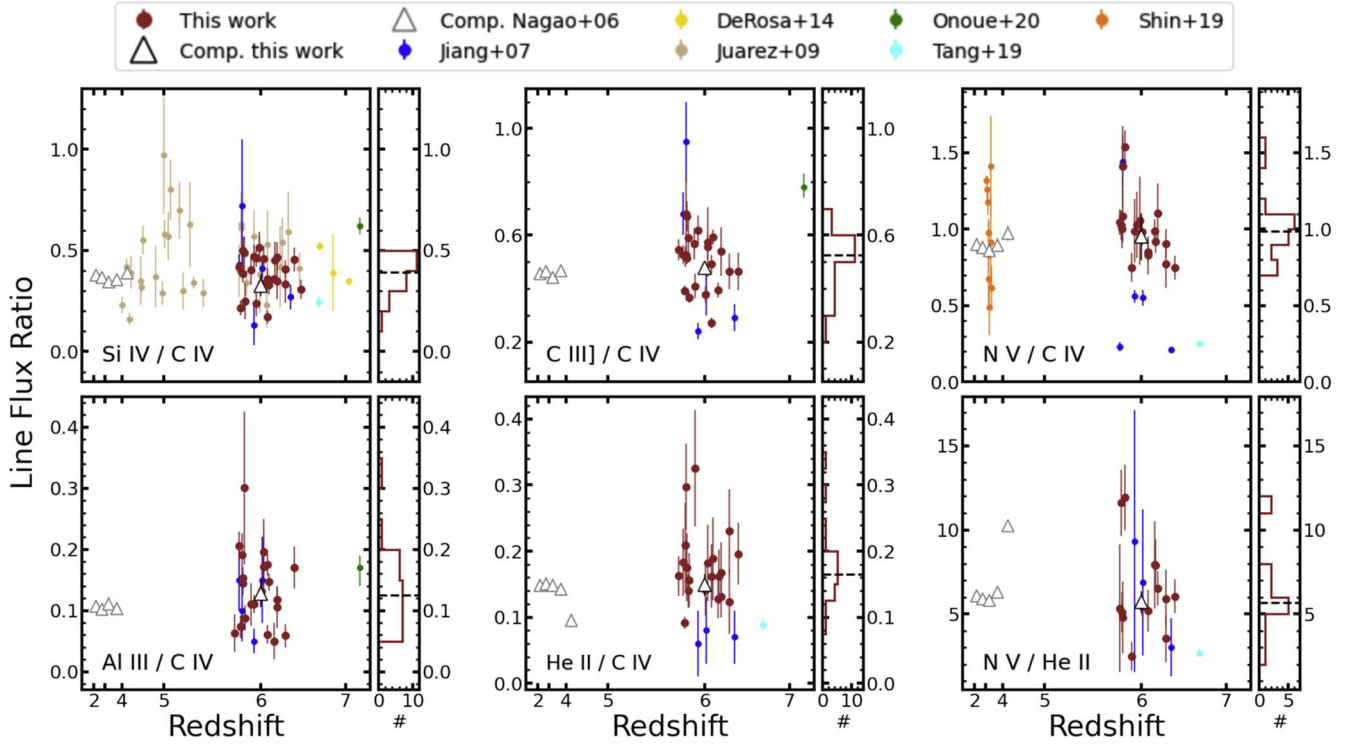 This work Comp. Nagao+06 DeRosa+14 Onoue+20 Shin+19
Comp. this work Jiang+07 Juarez+09 Tang+19
Line Flux Ratio
1.0 1.0 1.0 1.0 1.5 1.5
0.5 0.5 0.6 0.6 1.0 1.0
0.0 0.0 0.2 0.2 0.5 0.5
0.0 0.0
Si IV / C IV C III] / C IV N V / C IV
0.4 0.4 0.4 0.4 15 15
0.3 0.3 0.3 0.3
0.2 0.2 0.2 0.2 10 10
0.1 0.1 0.1 0.1 5 5
0.0 0.0 0.0 0.0
Al III / C IV He II / C IV N V / He II
2 4 5 6 7 0 10 2 4 5 6 7 0 10 2 4 5 6 7 0 5
Redshift # Redshift # Redshift #